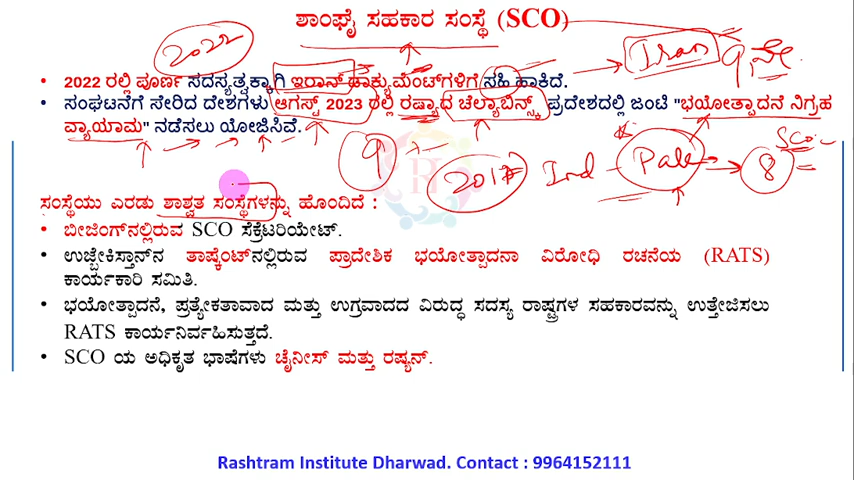 ಶಾಂಘೈ ಸಹಕಾರ ಸಂಸ್ಥೆ (SCO)
2022
Iran 9
• 2022 ರಲ್ಲಿ ಪೂರ್ಣ ಸದಸ್ಯತ್ವಕ್ಕಾಗಿ ಇರಾನ್ ಡಾಕ್ಯುಮೆಂಟ್‌ಗಳಿಗೆ ಸಹಿ ಹಾಕಿದೆ.
• ಸಂಘಟನೆಗೆ ಸೇರಿದ ದೇಶಗಳು ಆಗಸ್ಟ್ 2023 ರಲ್ಲಿ ರಷ್ಯಾದ ಚೆಲ್ಯಾಬಿನ್ಸ್ಕ್ ಪ್ರದೇಶದಲ್ಲಿ ಜಂಟಿ "ಭಯೋತ್ಪಾದನೆ ನಿಗ್ರಹ
ವ್ಯಾಯಾಮ" ನಡೆಸಲು ಯೋಜಿಸಿವೆ.
SCO
9 2017 Ind Pak 8
ಸಂಸ್ಥೆಯು ಎರಡು ಶಾಶ್ವತ ಸಂಸ್ಥೆಗಳನ್ನು ಹೊಂದಿದೆ :
• ಬೀಜಿಂಗ್‌ನಲ್ಲಿರುವ SCO ಸೆಕ್ರೆಟರಿಯೇಟ್.
• ಉಜ್ಬೇಕಿಸ್ತಾನ್‌ನ ತಾಷ್ಕೆಂಟ್‌ನಲ್ಲಿರುವ ಪ್ರಾದೇಶಿಕ ಭಯೋತ್ಪಾದನಾ ವಿರೋಧಿ ರಚನೆಯ (RATS)
ಕಾರ್ಯಕಾರಿ ಸಮಿತಿ.
• ಭಯೋತ್ಪಾದನೆ, ಪ್ರತ್ಯೇಕತಾವಾದ ಮತ್ತು ಉಗ್ರವಾದದ ವಿರುದ್ಧ ಸದಸ್ಯ ರಾಷ್ಟ್ರಗಳ ಸಹಕಾರವನ್ನು ಉತ್ತೇಜಿಸಲು
RATS ಕಾರ್ಯನಿರ್ವಹಿಸುತ್ತದೆ.
• SCO ಯ ಅಧಿಕೃತ ಭಾಷೆಗಳು ಚೈನೀಸ್ ಮತ್ತು ರಷ್ಯನ್.
Rashtram Institute Dharwad. Contact : 9964152111